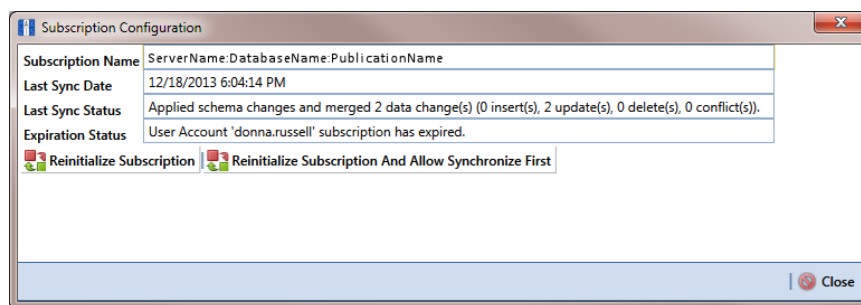 Subscription Configuration
Subscription Name ServerName:DatabaseName:PublicationName
Last Sync Date 12/18/2013 6:04:14 PM
Last Sync Status Applied schema changes and merged 2 data change(s) (0 insert(s), 2 update(s), 0 delete(s), 0 conflict(s)).
Expiration Status User Account 'donna.russell' subscription has expired.
Reinitialize Subscription Reinitialize Subscription And Allow Synchronize First
Close